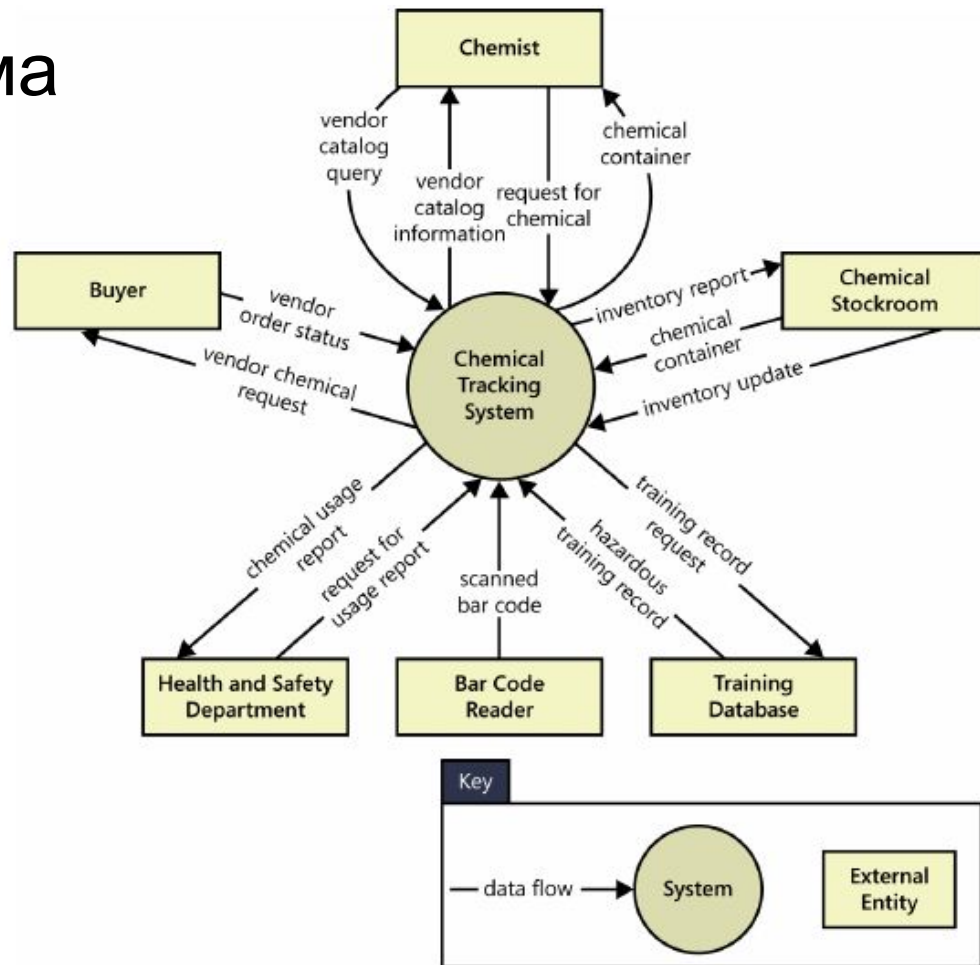 ма
Chemist
vendor
catalog
query
vendor
catalog
information
request for
chemical
chemical
container
Buyer
vendor
order status
vendor chemical
request
Chemical
Tracking
System
inventory report
chemical
container
inventory update
Chemical
Stockroom
chemical usage
report
request for
usage report
scanned
bar code
hazardous
training record
training record
request
Health and Safety
Department
Bar Code
Reader
Training
Database
Key
data flow
System
External
Entity